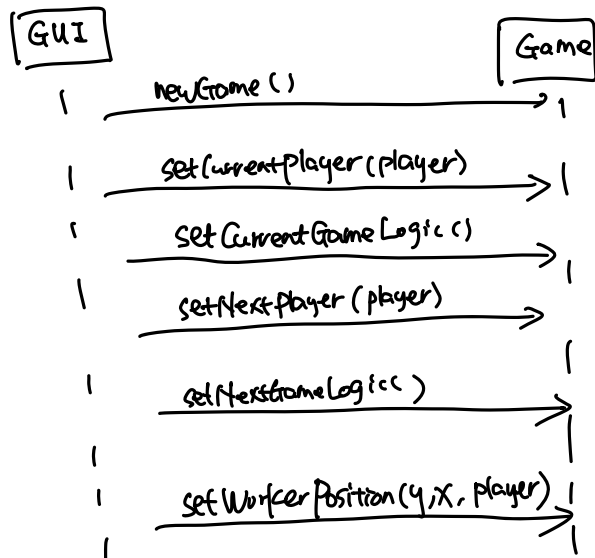 GUI
Game
newGame()
setCurrentPlayer(player)
setCurrentGameLogic()
setNextPlayer(player)
setNextGameLogic()
setWorkerPosition(y,x, player)